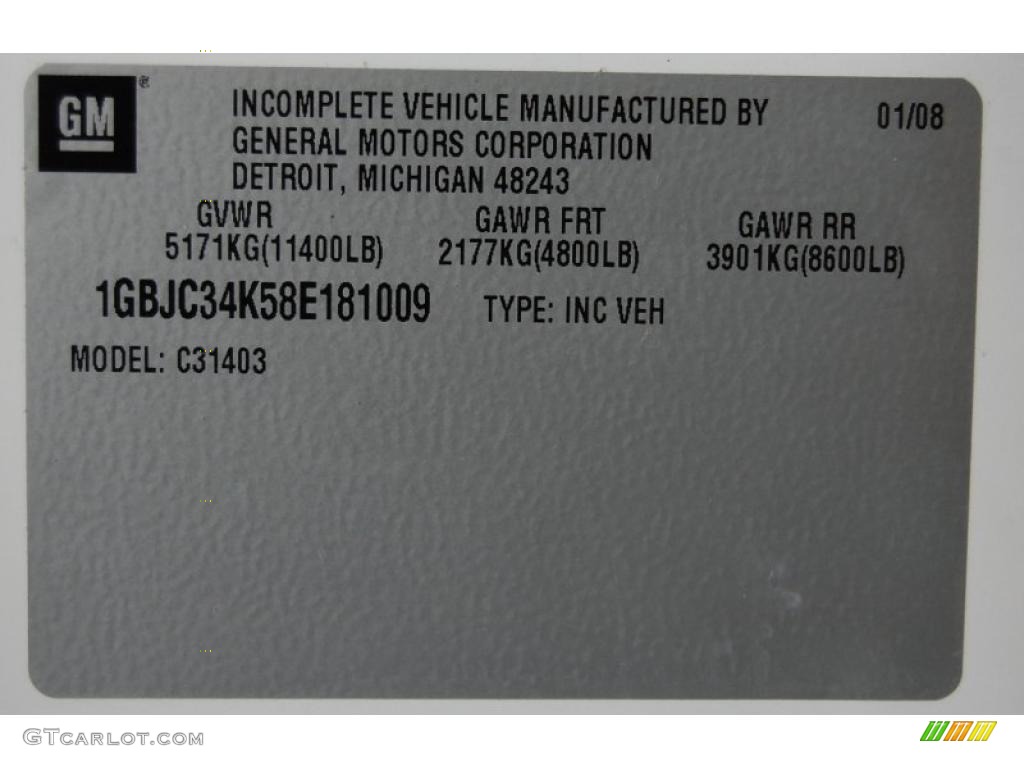 GM ®
INCOMPLETE VEHICLE MANUFACTURED BY 01/08
GENERAL MOTORS CORPORATION
DETROIT, MICHIGAN 48243
GVWR GAWR FRT GAWR RR
5171KG(11400LB) 2177KG(4800LB) 3901KG(8600LB)
1GBJC34K58E181009 TYPE: INC VEH
MODEL: C31403
GTCARLOT.COM